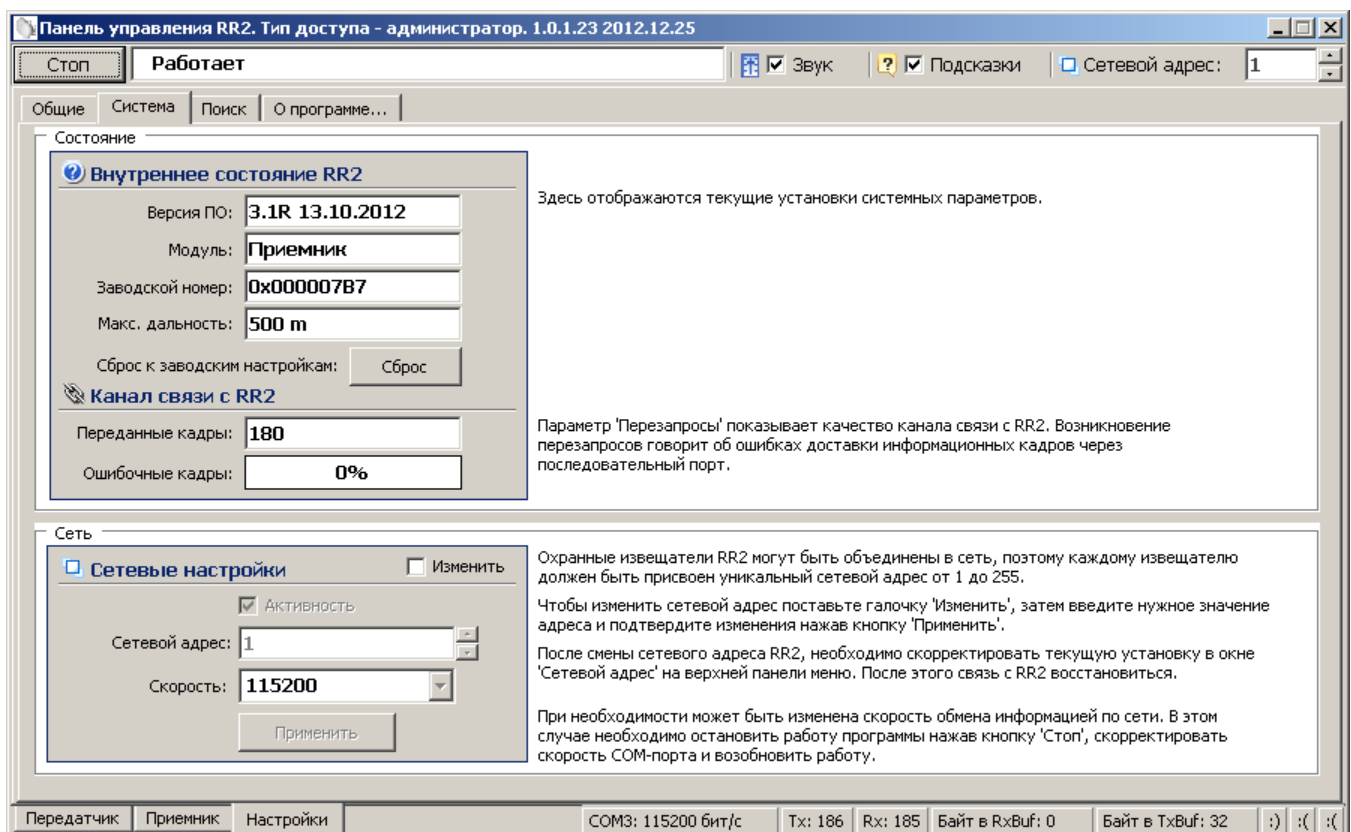 Панель управления RR2. Тип доступа - администратор. 1.0.1.23 2012.12.25
Стоп Работает Звук Подсказки Сетевой адрес: 1
Общие Система Поиск О программе...
Состояние
Внутреннее состояние RR2
Версия ПО: 3.1R 13.10.2012
Здесь отображаются текущие установки системных параметров.
Модуль: Приемник
Заводской номер: 0x000007B7
Макс. дальность: 500 m
Сброс к заводским настройкам: Сброс
Канал связи с RR2
Переданные кадры: 180
Ошибочные кадры: 0%
Параметр 'Перезапросы' показывает качество канала связи с RR2. Возникновение
перезапросов говорит об ошибках доставки информационных кадров через
последовательный порт.
Сеть
Сетевые настройки Изменить
Активность
Сетевой адрес: 1
Скорость: 115200
Применить
Охранные извещатели RR2 могут быть объединены в сеть, поэтому каждому извещателю
должен быть присвоен уникальный сетевой адрес от 1 до 255.
Чтобы изменить сетевой адрес поставьте галочку 'Изменить', затем введите нужное значение
адреса и подтвердите изменения нажав кнопку 'Применить'.
После смены сетевого адреса RR2, необходимо скорректировать текущую установку в окне
'Сетевой адрес' на верхней панели меню. После этого связь с RR2 восстановиться.
При необходимости может быть изменена скорость обмена информацией по сети. В этом
случае необходимо остановить работу программы нажав кнопку 'Стоп', скорректировать
скорость COM-порта и возобновить работу.
Передатчик Приемник Настройки COM3: 115200 бит/с Tx: 186 Rx: 185 Байт в RxBuf: 0 Байт в TxBuf: 32 :) :( :(